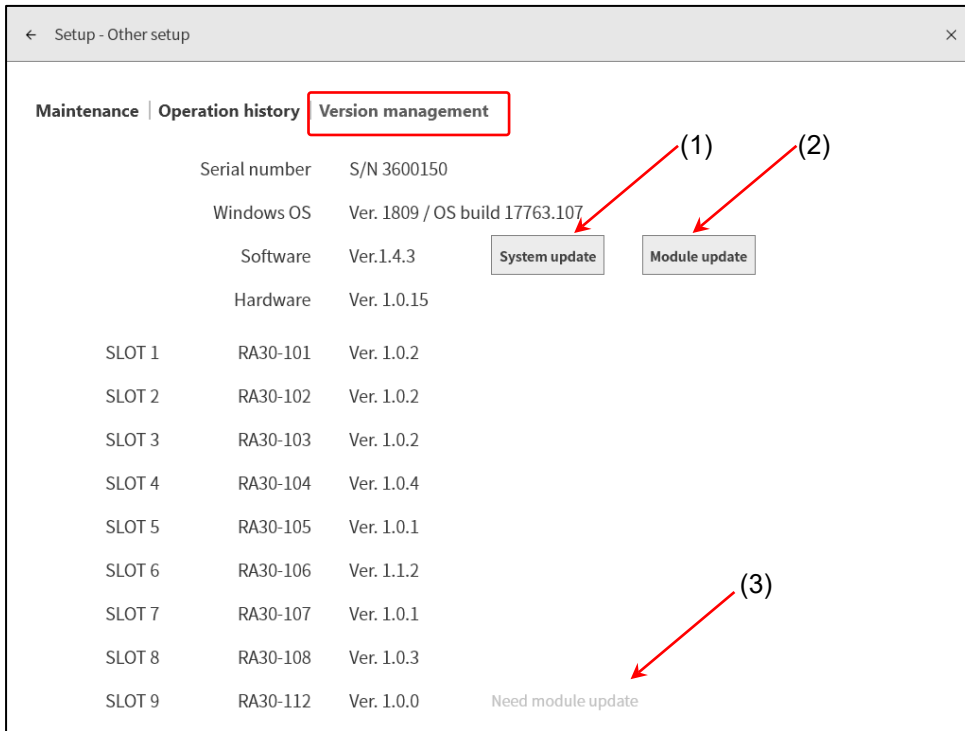 ← Setup - Other setup ×
Maintenance | Operation history | Version management
(1) (2)
Serial number S/N 3600150
Windows OS Ver. 1809 / OS build 17763.107
Software Ver.1.4.3 System update Module update
Hardware Ver. 1.0.15
SLOT 1 RA30-101 Ver. 1.0.2
SLOT 2 RA30-102 Ver. 1.0.2
SLOT 3 RA30-103 Ver. 1.0.2
SLOT 4 RA30-104 Ver. 1.0.4
SLOT 5 RA30-105 Ver. 1.0.1
SLOT 6 RA30-106 Ver. 1.1.2
(3)
SLOT 7 RA30-107 Ver. 1.0.1
SLOT 8 RA30-108 Ver. 1.0.3
SLOT 9 RA30-112 Ver. 1.0.0 Need module update